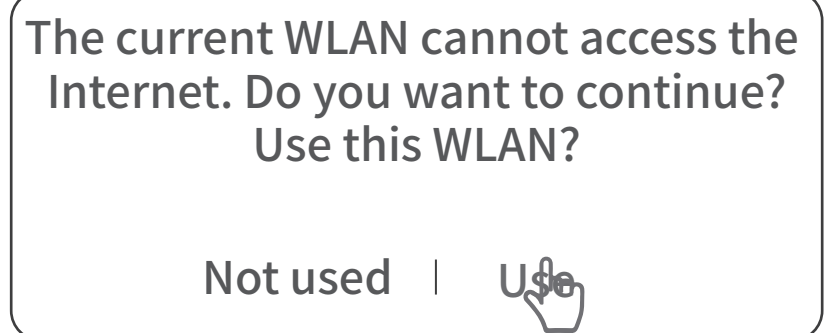 The current WLAN cannot access the
Internet. Do you want to continue?
Use this WLAN?
Not used | Use